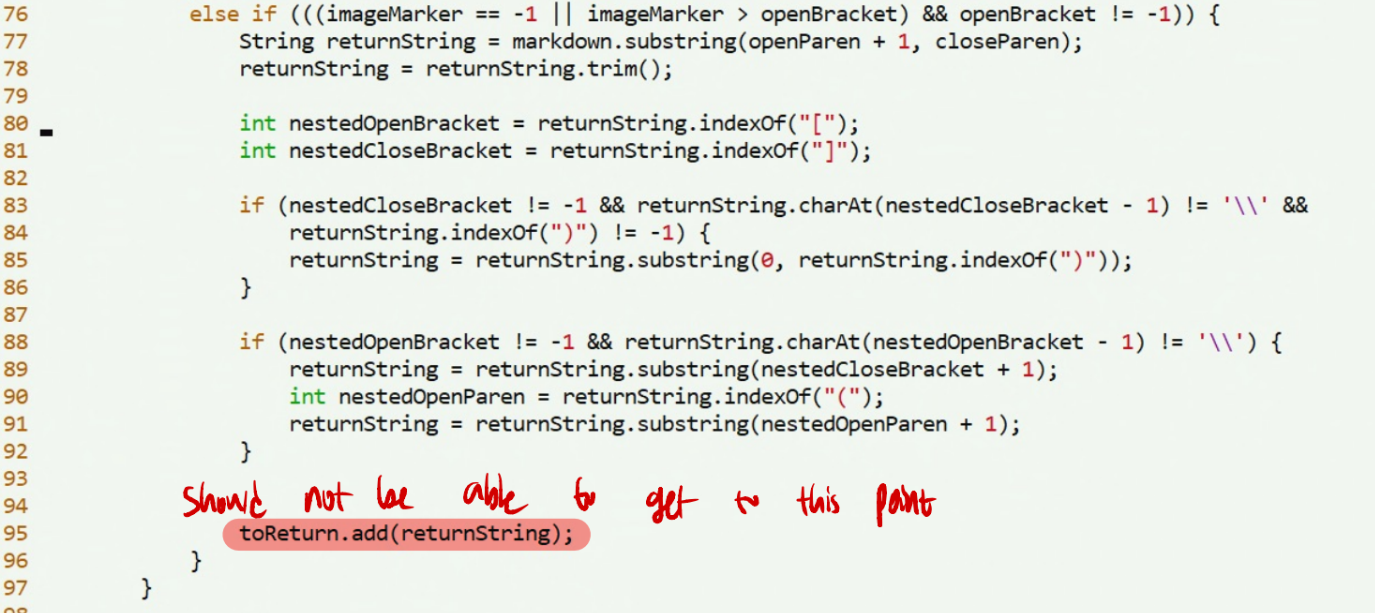 76 else if (((imageMarker == -1 || imageMarker > openBracket) && openBracket != -1)) {
77 String returnString = markdown.substring(openParen + 1, closeParen);
78 returnString = returnString.trim();
79
80 int nestedOpenBracket = returnString.indexOf("[");
81 int nestedCloseBracket = returnString.indexOf("]");
82
83 if (nestedCloseBracket != -1 && returnString.charAt(nestedCloseBracket - 1) != '\\' &&
84 returnString.indexOf(")") != -1) {
85 returnString = returnString.substring(0, returnString.indexOf(")"));
86 }
87
88 if (nestedOpenBracket != -1 && returnString.charAt(nestedOpenBracket - 1) != '\\') {
89 returnString = returnString.substring(nestedCloseBracket + 1);
90 int nestedOpenParen = returnString.indexOf("(");
91 returnString = returnString.substring(nestedOpenParen + 1);
92 }
93
94 should not be able to get to this point
95 toReturn.add(returnString);
96 }
97 }
98